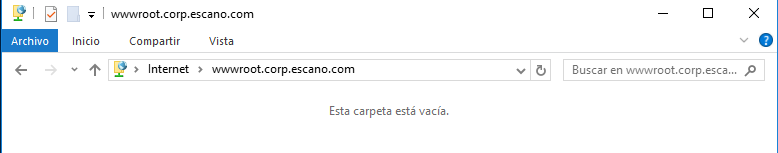 wwwroot.corp.escano.com
Archivo Inicio Compartir Vista
Internet wwwroot.corp.escano.com Buscar en wwwroot.corp.esca...
Esta carpeta está vacía.